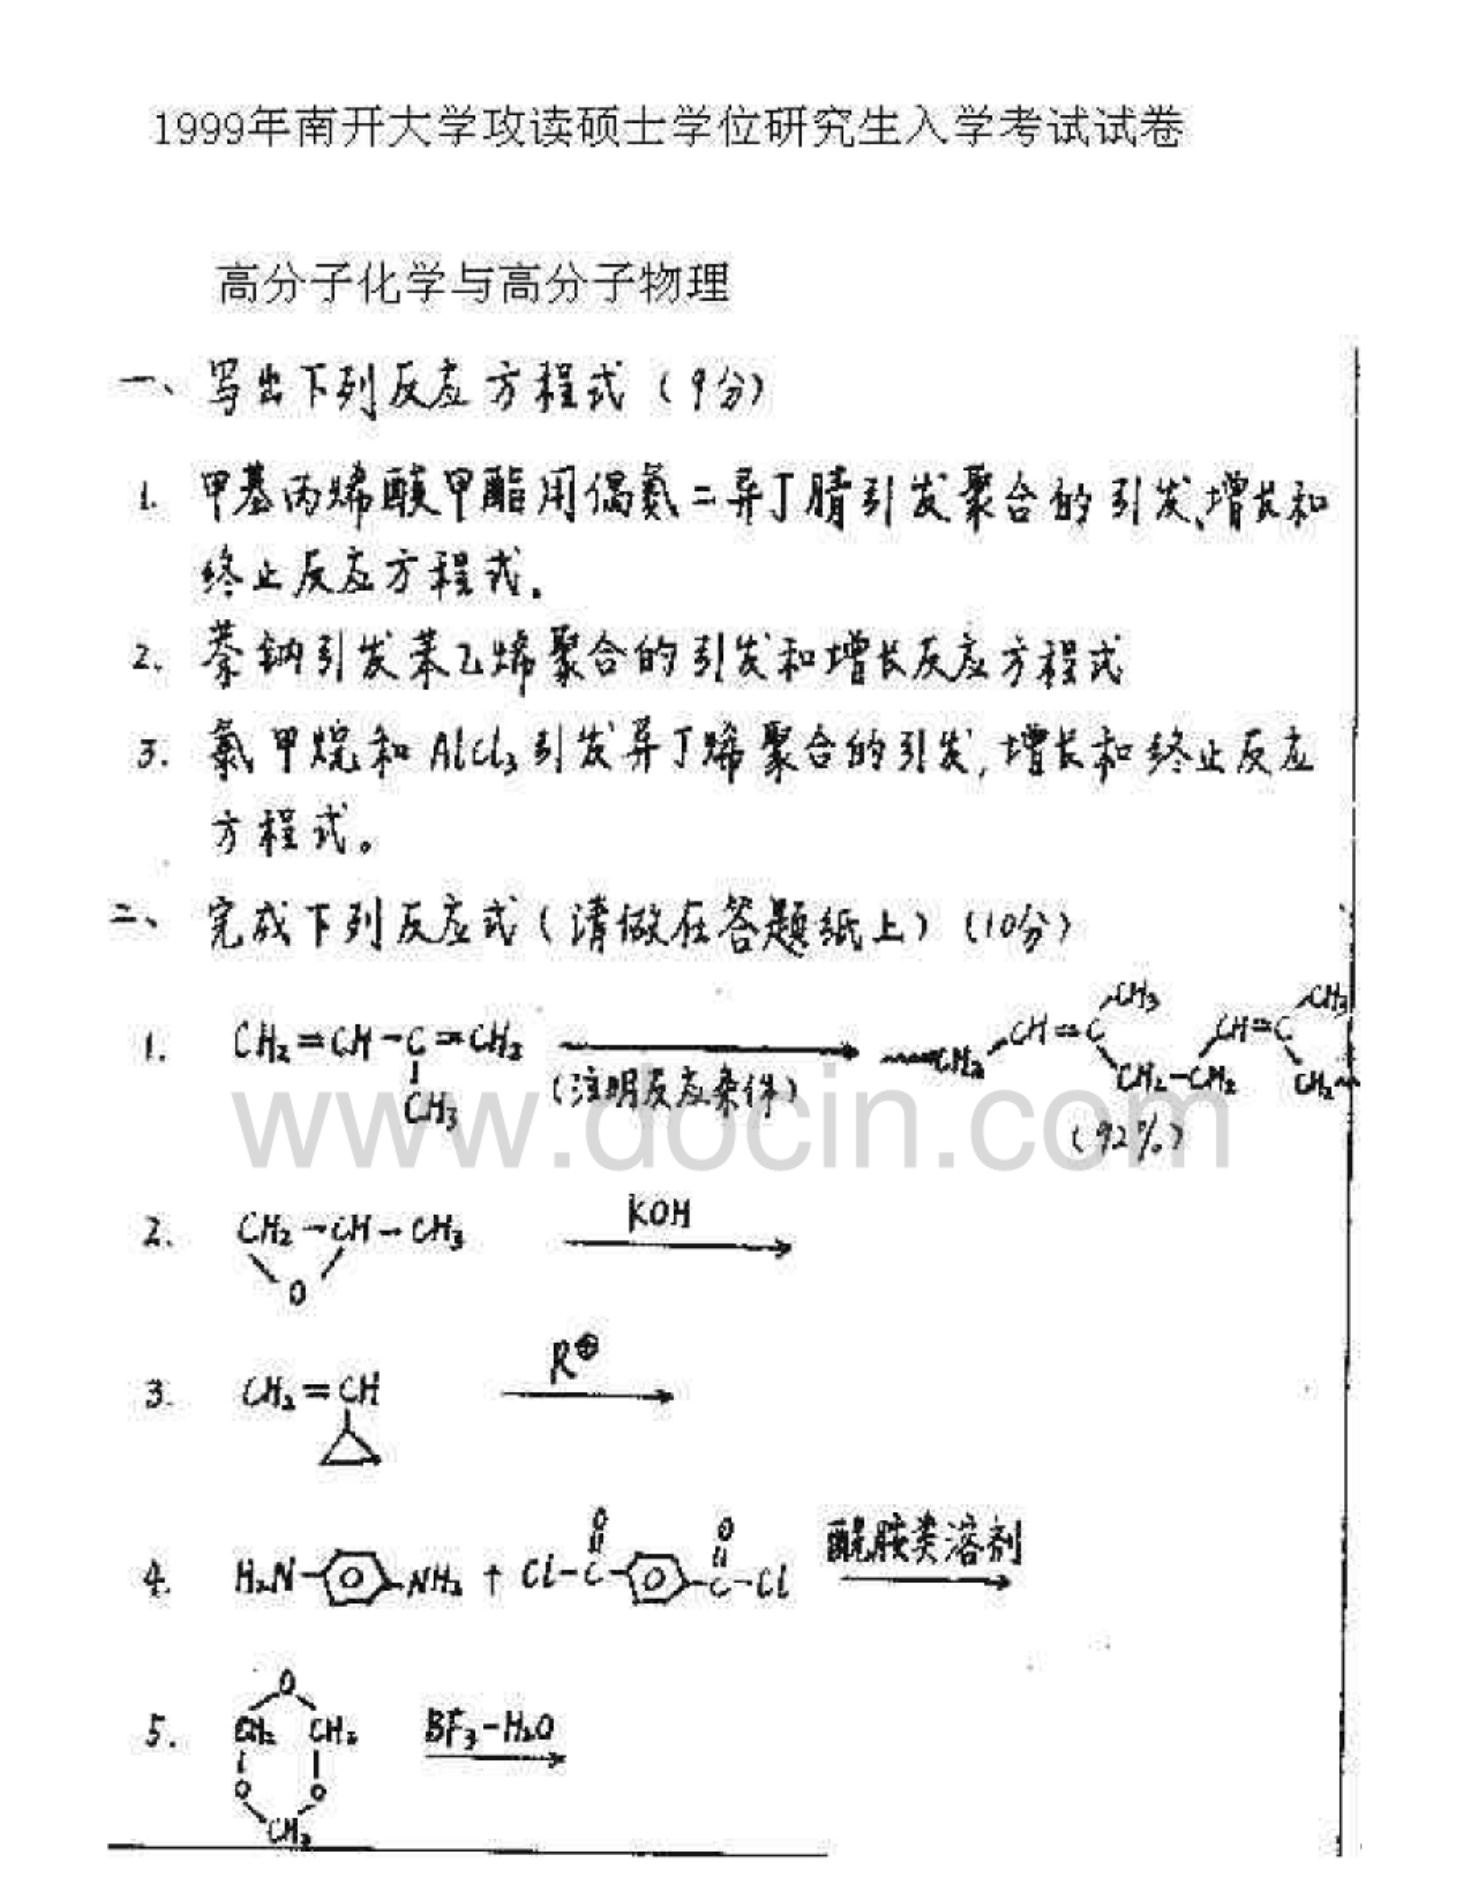 1999年南开大学攻读硕士学位研究生入学考试试卷
高分子化学与高分子物理
一、写出下列反应方程式(9分)
1. 甲基丙烯酸甲酯用偶氮二异丁腈引发聚合的引发、增长和
终止反应方程式.
2. 萘钠引发苯乙烯聚合的引发和增长反应方程式
3. 氯甲烷和AlCl₃引发异丁烯聚合的引发,增长和终止反应
方程式。
二、完成下列反应式(请做在答题纸上)(10分)
1. CH₂=CH-C=CH₂ CH₃ (注明反应条件) CH₂ CH=C CH₃ CH₂-CH₂ CH=C CH₃ CH₂ (92%)
www.docin.com
2. CH₂-CH-CH₃ O KOH
3. CH₂=CH R⊕
4. H₂N- -NH₂ + Cl-C(O)- -C(O)-Cl 酰胺类溶剂
5. O CH₂ CH₂ O O CH₂ BF₃-H₂O